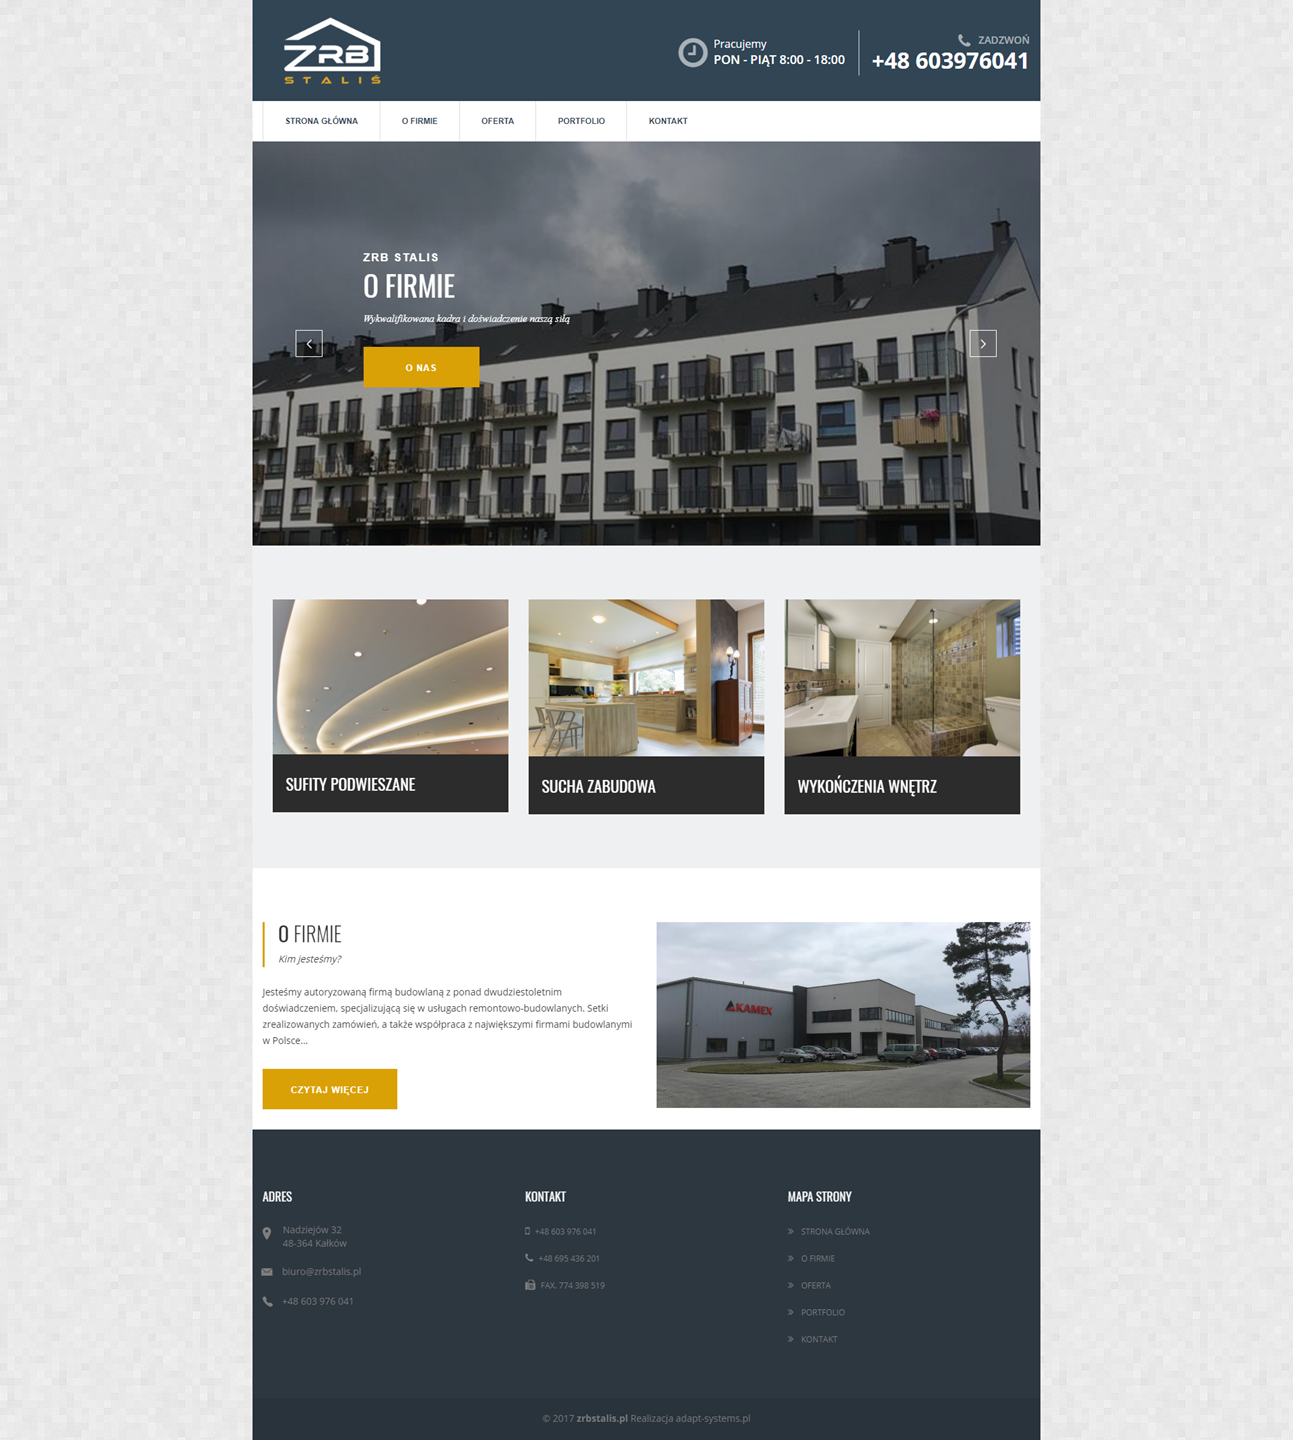 ZRB
STALIŚ
Pracujemy
PON - PIĄT 8:00 - 18:00
ZADZWOŃ
+48 603976041
STRONA GŁÓWNA
O FIRMIE
OFERTA
PORTFOLIO
KONTAKT
ZRB STALIS
O FIRMIE
Wykwalifikowana kadra i doświadczenie naszą siłą
O NAS
SUFITY PODWIESZANE
SUCHA ZABUDOWA
WYKOŃCZENIA WNĘTRZ
O FIRMIE
Kim jesteśmy?
Jesteśmy autoryzowaną firmą budowlaną z ponad dwudziestoletnim
doświadczeniem, specjalizującą się w usługach remontowo-budowlanych. Setki
zrealizowanych zamówień, a także współpraca z największymi firmami budowlanymi
w Polsce...
CZYTAJ WIĘCEJ
KAMEX
ADRES
Nadziejów 32
48-364 Kałków
biuro@zrbstalis.pl
+48 603 976 041
KONTAKT
+48 603 976 041
+48 695 436 201
FAX. 774 398 519
MAPA STRONY
STRONA GŁÓWNA
O FIRMIE
OFERTA
PORTFOLIO
KONTAKT
© 2017 zrbstalis.pl Realizacja adapt-systems.pl